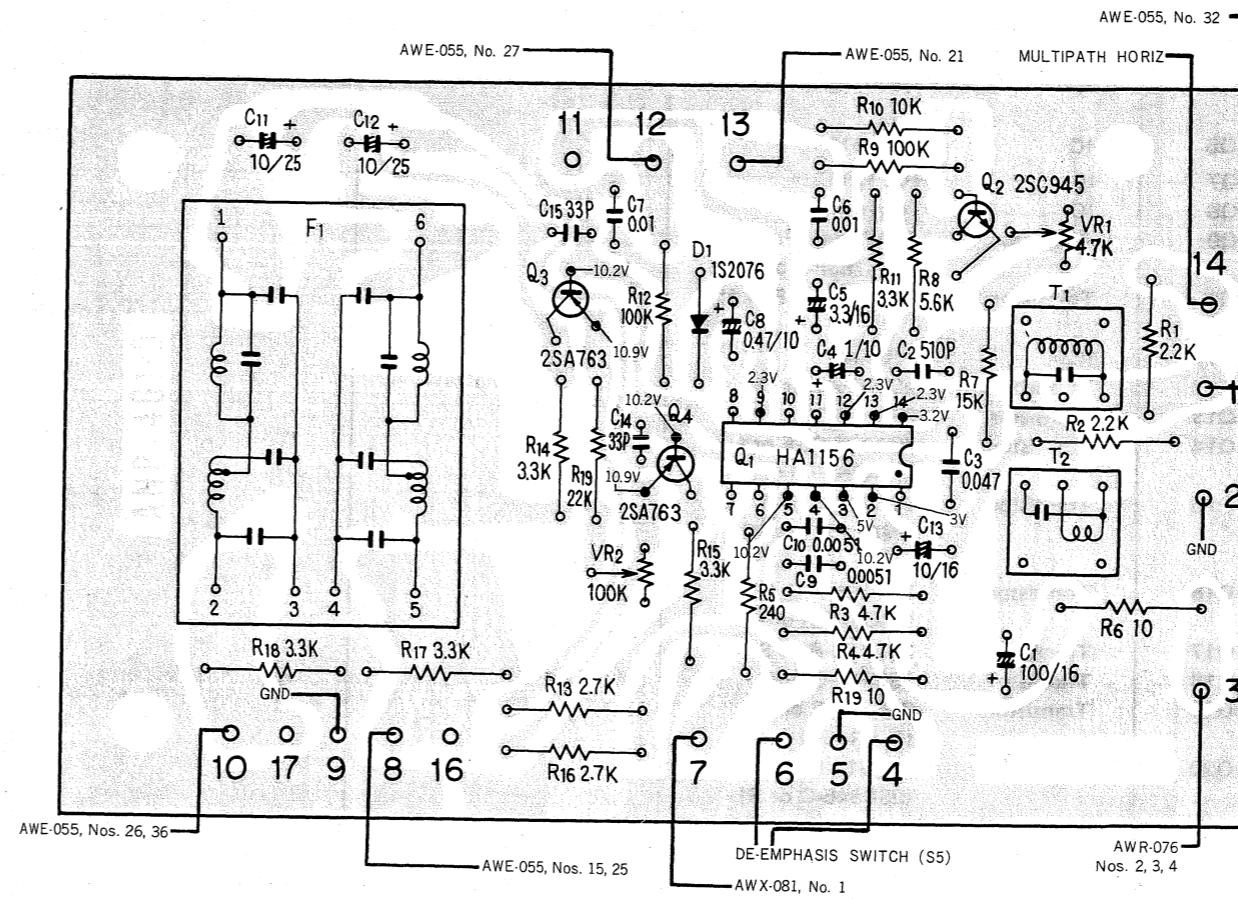 AWE-055, No. 32
AWE-055, No. 27
AWE-055, No. 21
MULTIPATH HORIZ
C11 +
10/25
C12 +
10/25
11
12
13
R10 10K
R9 100K
Q2 2SC945
VR1
4.7K
14
1
F1
6
C15 33P
C7
0.01
C6
0.01
Q3
10.2V
D1
1S2076
R12
100K
R11
3.3K
R8
5.6K
+
C5
3.3/16
+
C8
0.47/10
T1
R1
2.2K
2SA763
10.9V
C4 1/10
+
C2 510P
R7
15K
1
2.3V
2.3V
2.3V
3.2V
8 9 10 11 12 13 14
10.2V
Q4
C14
33P
R14
3.3K
R19
22K
10.9V
2SA763
Q1 HA1156
C3
0.047
R2 2.2K
T2
7 6 5 4 3 2 1
5V
3V
2
GND
C10 0.0051
10.2V
10.2V
C9 0.0051
+ C13
10/16
VR2
100K
R15
3.3K
R5
240
R3 4.7K
R4 4.7K
R19 10
R6 10
2
3
4
5
C1
100/16
+
R18 3.3K
R17 3.3K
GND
R13 2.7K
R16 2.7K
GND
3
10
17
9
8
16
7
6
5
4
AWE-055, Nos. 26, 36
AWE-055, Nos. 15, 25
DE-EMPHASIS SWITCH (S5)
AWX-081, No. 1
AWR-076
Nos. 2, 3, 4